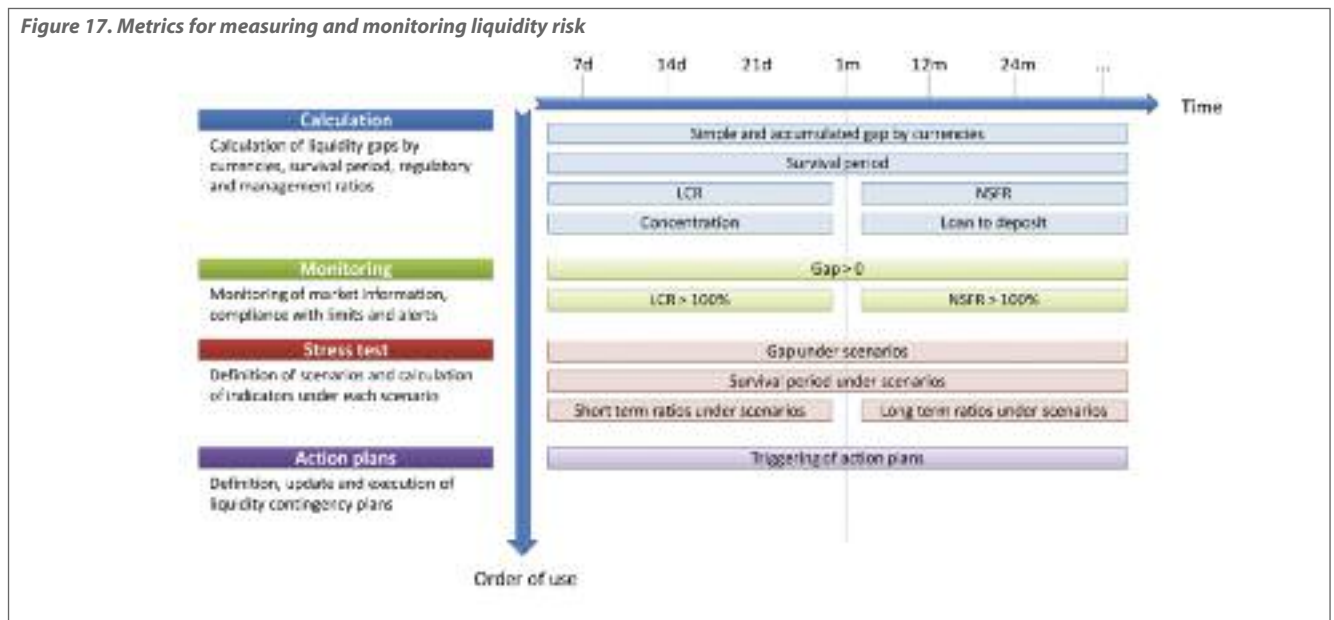 Figure 17. Metrics for measuring and monitoring liquidity risk
7d 14d 21d 1m 12m 24m ...
Time
Calculation
Calculation of liquidity gaps by
currencies, survival period, regulatory
and management ratios
Simple and accumulated gap by currencies
Survival period
LCR NSFR
Concentration Loan to deposit
Monitoring
Monitoring of market information,
compliance with limits and alerts
Gap > 0
LCR > 100% NSFR > 100%
Stress test
Definition of scenarios and calculation
of indicators under each scenario
Gap under scenarios
Survival period under scenarios
Short term ratios under scenarios Long term ratios under scenarios
Action plans
Definition, update and execution of
liquidity contingency plans
Triggering of action plans
Order of use